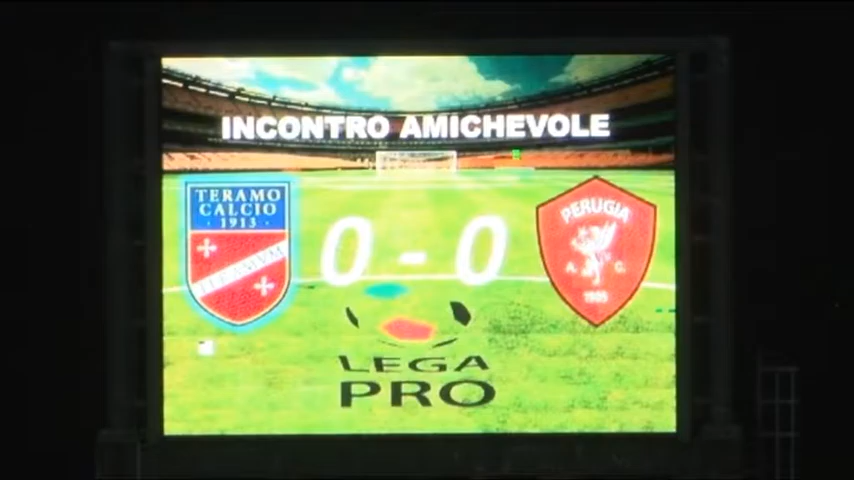 INCONTRO AMICHEVOLE
TERAMO
CALCIO
· 1913 ·
0 - 0
PERUGIA
A. C.
1905
LEGA
PRO